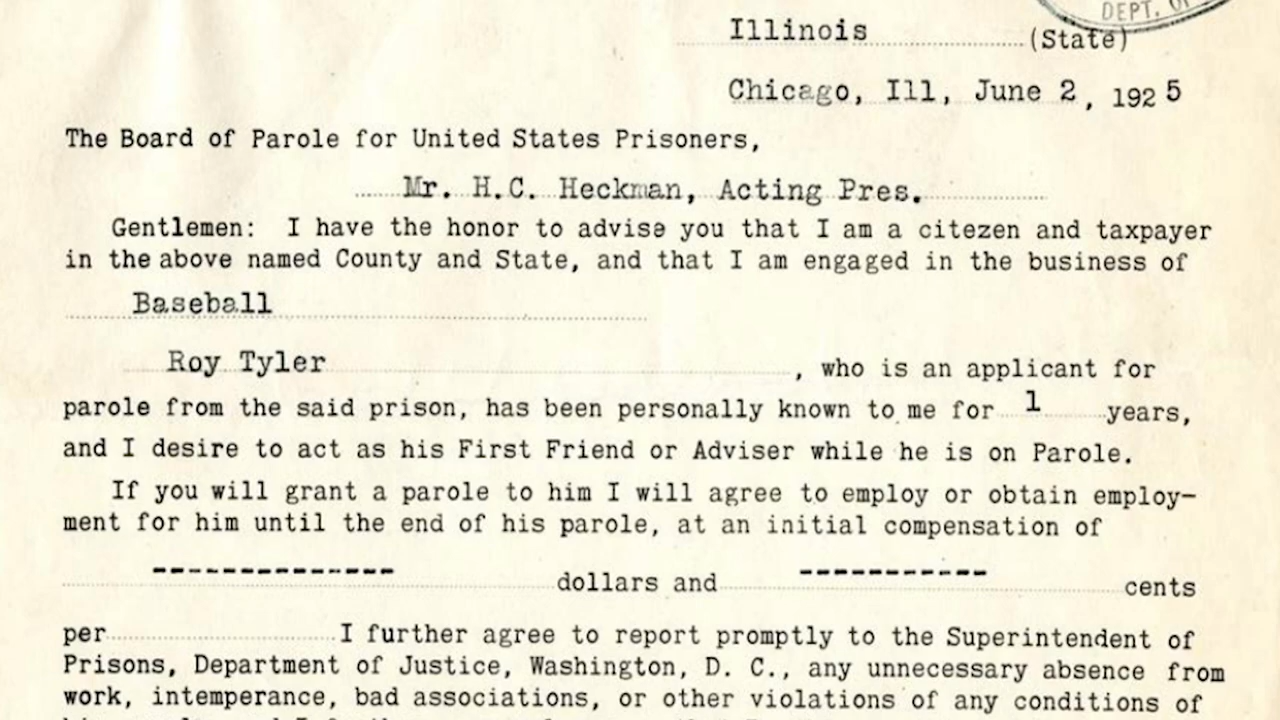 DEPT. OF
Illinois (State)
Chicago, Ill, June 2, 1925
The Board of Parole for United States Prisoners,
Mr. H.C. Heckman, Acting Pres.
Gentlemen: I have the honor to advise you that I am a citezen and taxpayer
in the above named County and State, and that I am engaged in the business of
Baseball
Roy Tyler, who is an applicant for
parole from the said prison, has been personally known to me for 1 years,
and I desire to act as his First Friend or Adviser while he is on Parole.
If you will grant a parole to him I will agree to employ or obtain employ-
ment for him until the end of his parole, at an initial compensation of
-------------- dollars and ----------- cents
per I further agree to report promptly to the Superintendent of
Prisons, Department of Justice, Washington, D. C., any unnecessary absence from
work, intemperance, bad associations, or other violations of any conditions of